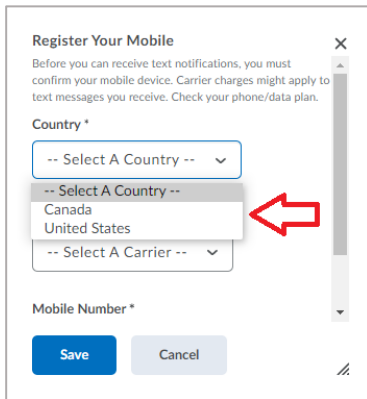 Register Your Mobile
Before you can receive text notifications, you must
confirm your mobile device. Carrier charges might apply to
text messages you receive. Check your phone/data plan.
Country *
-- Select A Country --
-- Select A Country --
Canada
United States
-- Select A Carrier --
Mobile Number *
Save
Cancel